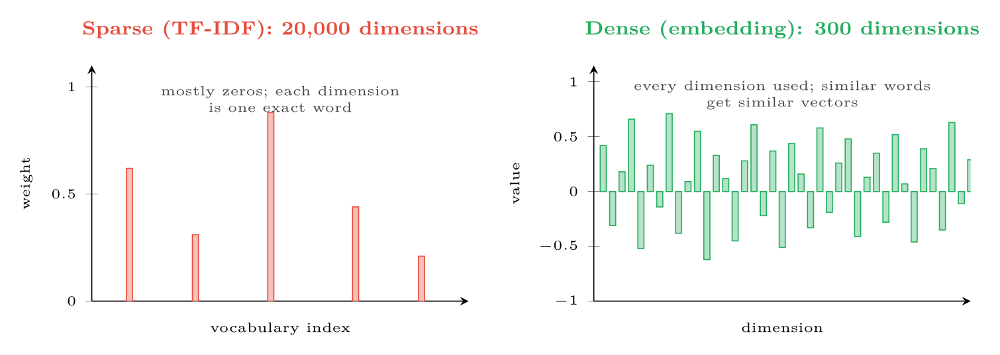 Sparse (TF-IDF): 20,000 dimensions
1
mostly zeros; each dimension
is one exact word
weight
0.5
0
vocabulary index
Dense (embedding): 300 dimensions
1
every dimension used; similar words
get similar vectors
0.5
value
0
−0.5
−1
dimension